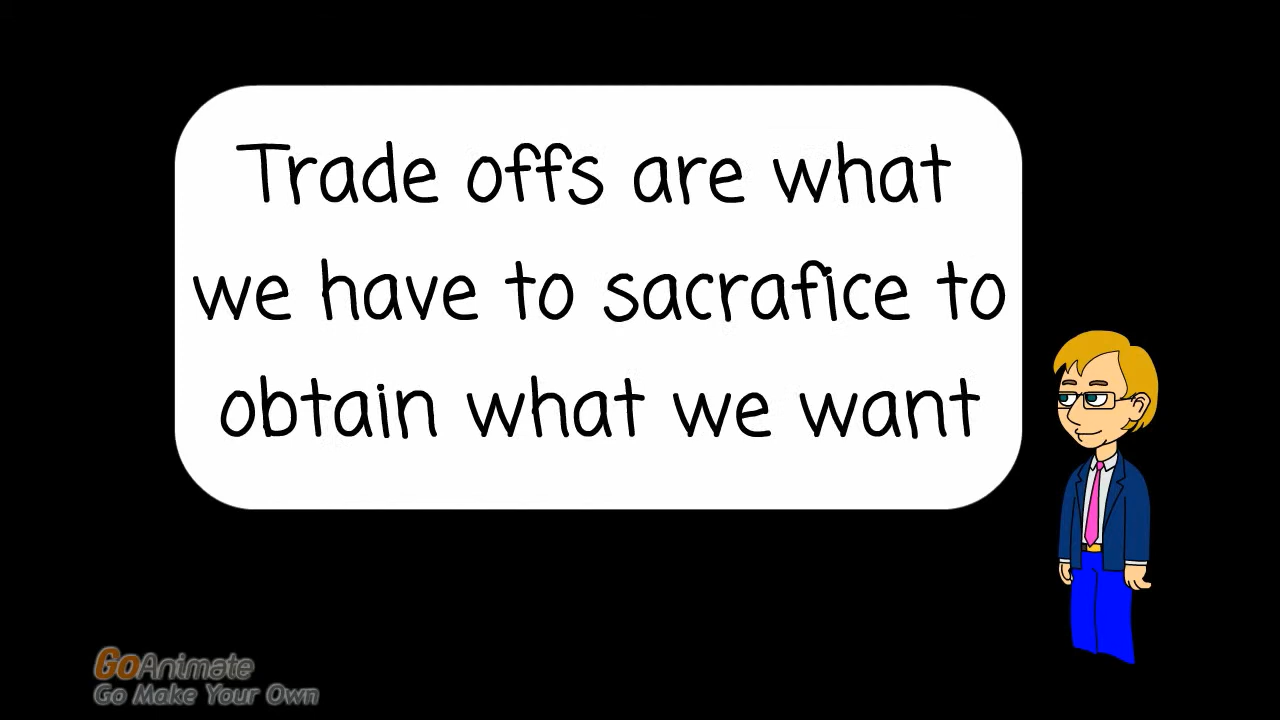 Trade offs are what
we have to sacrafice to
obtain what we want
GoAnimate
Go Make Your Own